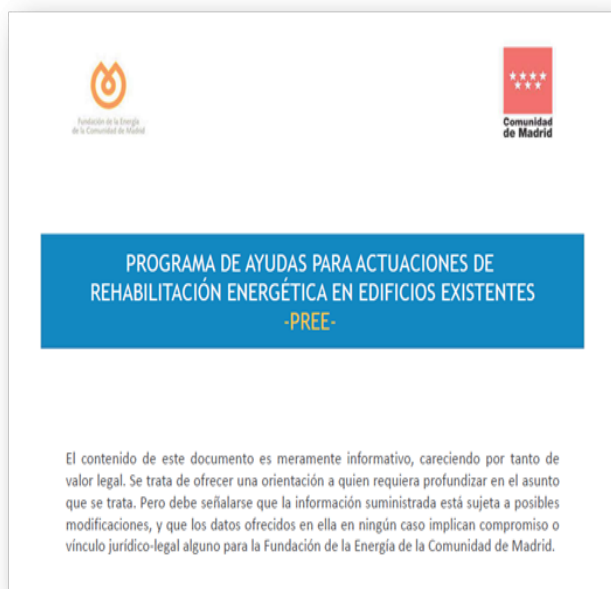 Fundación de la Energía
de la Comunidad de Madrid
Comunidad
de Madrid
PROGRAMA DE AYUDAS PARA ACTUACIONES DE
REHABILITACIÓN ENERGÉTICA EN EDIFICIOS EXISTENTES
-PREE-
El contenido de este documento es meramente informativo, careciendo por tanto de
valor legal. Se trata de ofrecer una orientación a quien requiera profundizar en el asunto
que se trata. Pero debe señalarse que la información suministrada está sujeta a posibles
modificaciones, y que los datos ofrecidos en ella en ningún caso implican compromiso o
vínculo jurídico-legal alguno para la Fundación de la Energía de la Comunidad de Madrid.